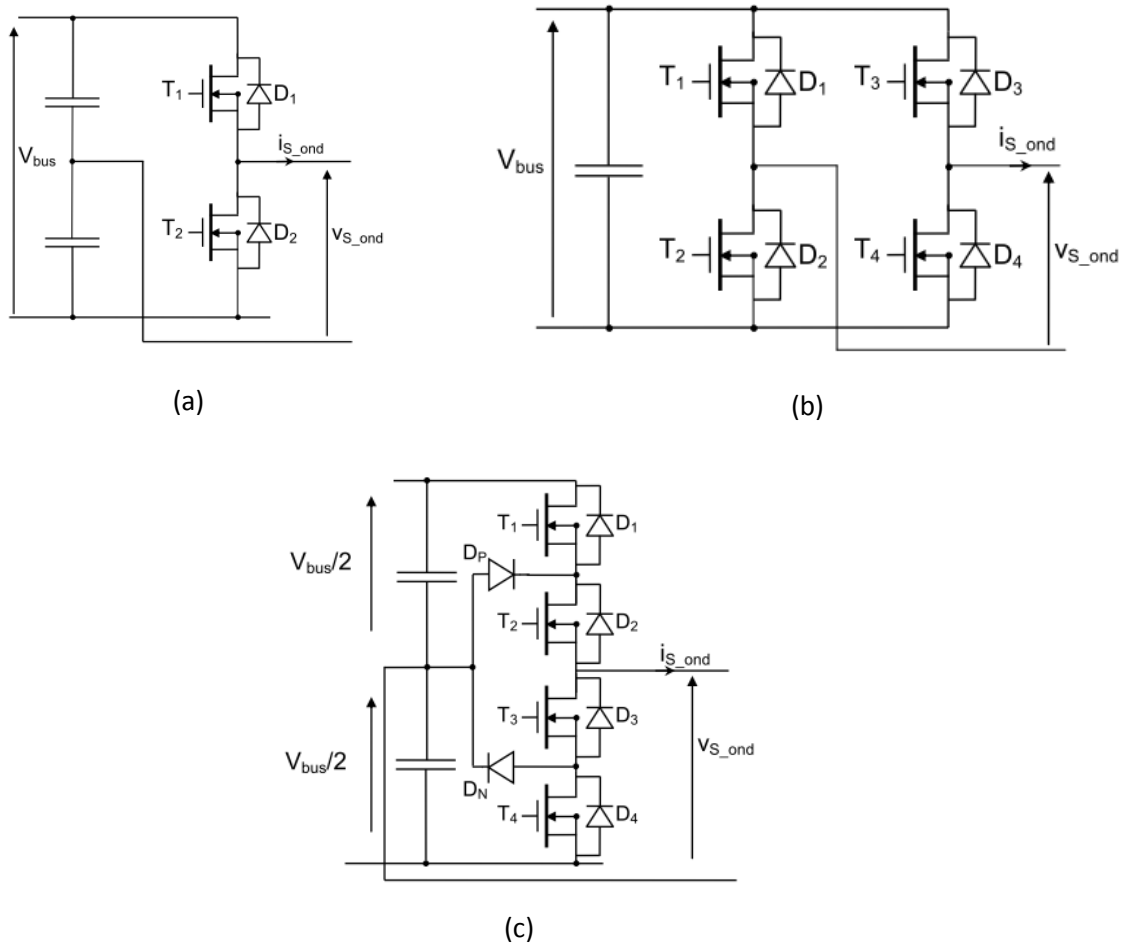 V_bus
T_1
D_1
i_S_ond
T_2
D_2
v_S_ond
(a)
V_bus
T_1
D_1
T_3
D_3
i_S_ond
T_2
D_2
T_4
D_4
v_S_ond
(b)
V_bus/2
T_1
D_1
D_P
T_2
D_2
i_S_ond
V_bus/2
T_3
D_3
v_S_ond
D_N
T_4
D_4
(c)